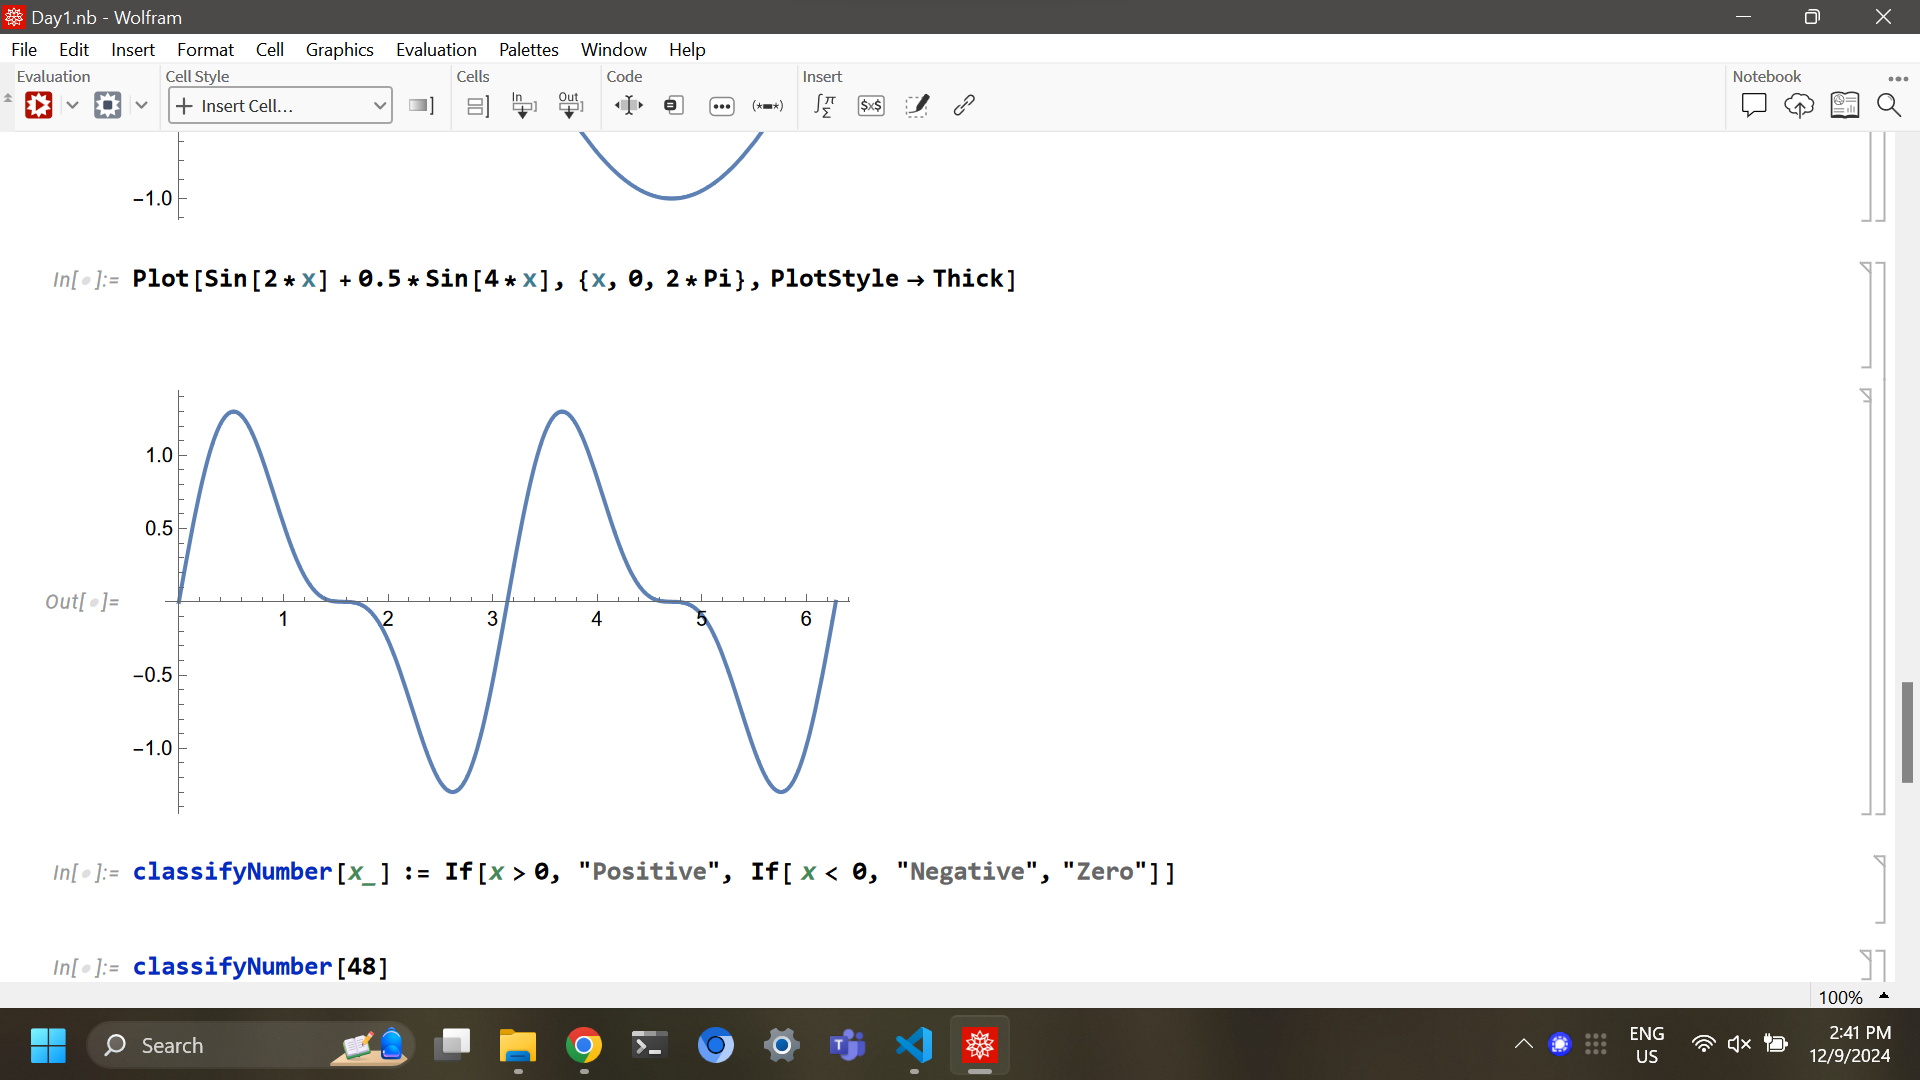 Day1.nb - Wolfram
File Edit Insert Format Cell Graphics Evaluation Palettes Window Help
Evaluation Cell Style Cells Code Insert Notebook
Insert Cell...
In Out
$x$
−1.0
In[•]:= Plot[Sin[2*x] + 0.5*Sin[4*x], {x, 0, 2*Pi}, PlotStyle → Thick]
1.0
0.5
Out[•]=
1 2 3 4 5 6
−0.5
−1.0
In[•]:= classifyNumber[x_] := If[x > 0, "Positive", If[ x < 0, "Negative", "Zero"]]
In[•]:= classifyNumber[48]
100%
Search
ENG
US
2:41 PM
12/9/2024